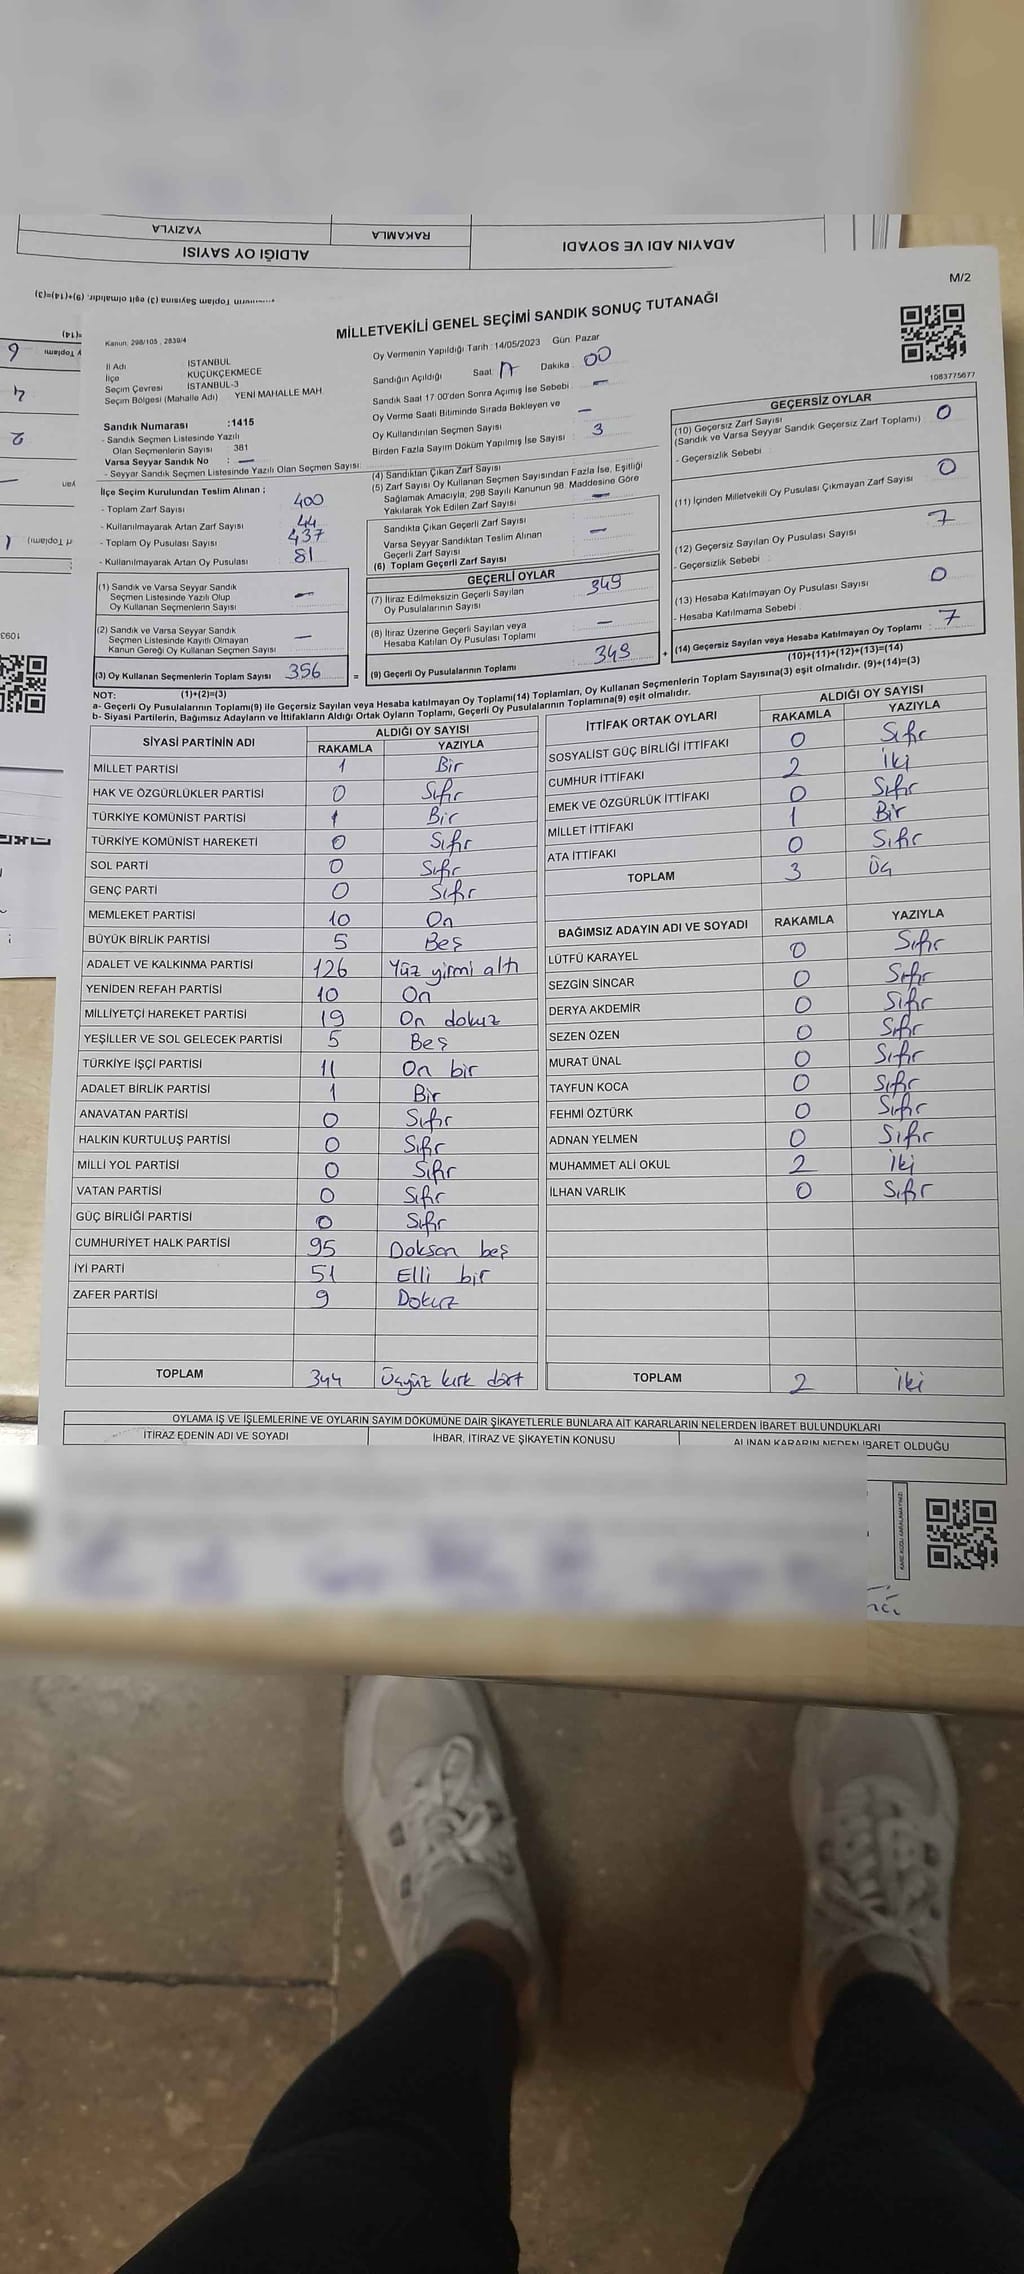 YAZIYLA
RAKAMLA
ALDIĞI OY SAYISI
ADAYIN ADI VE SOYADI
M/2
MİLLETVEKİLİ GENEL SEÇİMİ SANDIK SONUÇ TUTANAĞI
Kanun: 298/105 , 2839/4
İl Adı İSTANBUL
İlçe KÜÇÜKÇEKMECE
Seçim Çevresi İSTANBUL-3
Seçim Bölgesi (Mahalle Adı) YENİ MAHALLE MAH.
Sandık Numarası :1415
- Sandık Seçmen Listesinde Yazılı
Olan Seçmenlerin Sayısı 381
Varsa Seyyar Sandık No : —
- Seyyar Sandık Seçmen Listesinde Yazılı Olan Seçmen Sayısı:
İlçe Seçim Kurulundan Teslim Alınan ;
- Toplam Zarf Sayısı 400
- Kullanılmayarak Artan Zarf Sayısı 44
- Toplam Oy Pusulası Sayısı 437
- Kullanılmayarak Artan Oy Pusulası 81
(1) Sandık ve Varsa Seyyar Sandık
Seçmen Listesinde Yazılı Olup
Oy Kullanan Seçmenlerin Sayısı —
(2) Sandık ve Varsa Seyyar Sandık
Seçmen Listesinde Kayıtlı Olmayan
Kanun Gereği Oy Kullanan Seçmen Sayısı —
(3) Oy Kullanan Seçmenlerin Toplam Sayısı 356
Oy Vermenin Yapıldığı Tarih :14/05/2023 Gün: Pazar
Sandığın Açıldığı Saat 17 Dakika : 00
Sandık Saat 17:00'den Sonra Açımış İse Sebebi : —
Oy Verme Saati Bitiminde Sırada Bekleyen ve
Oy Kullandırılan Seçmen Sayısı : —
Birden Fazla Sayım Döküm Yapılmış İse Sayısı : 3
(4) Sandıktan Çıkan Zarf Sayısı
(5) Zarf Sayısı Oy Kullanan Seçmen Sayısından Fazla İse, Eşitliği
Sağlamak Amacıyla, 298 Sayılı Kanunun 98. Maddesine Göre
Yakılarak Yok Edilen Zarf Sayısı : —
Sandıkta Çıkan Geçerli Zarf Sayısı
Varsa Seyyar Sandıktan Teslim Alınan
Geçerli Zarf Sayısı : —
(6) Toplam Geçerli Zarf Sayısı
GEÇERLİ OYLAR
(7) İtiraz Edilmeksizin Geçerli Sayılan
Oy Pusulalarının Sayısı : 349
(8) İtiraz Üzerine Geçerli Sayılan veya
Hesaba Katılan Oy Pusulası Toplamı : —
= (9) Geçerli Oy Pusulalarının Toplamı : 349 +
1083775677
GEÇERSİZ OYLAR
(10) Geçersiz Zarf Sayısı
(Sandık ve Varsa Seyyar Sandık Geçersiz Zarf Toplamı) : 0
- Geçersizlik Sebebi :
(11) İçinden Milletvekili Oy Pusulası Çıkmayan Zarf Sayısı 0
(12) Geçersiz Sayılan Oy Pusulası Sayısı 7
- Geçersizlik Sebebi :
(13) Hesaba Katılmayan Oy Pusulası Sayısı 0
- Hesaba Katılmama Sebebi :
(14) Geçersiz Sayılan veya Hesaba Katılmayan Oy Toplamı : 7
(10)+(11)+(12)+(13)=(14)
NOT: (1)+(2)=(3)
a- Geçerli Oy Pusulalarının Toplamı(9) ile Geçersiz Sayılan veya Hesaba katılmayan Oy Toplamı(14) Toplamları, Oy Kullanan Seçmenlerin Toplam Sayısına(3) eşit olmalıdır. (9)+(14)=(3)
b- Siyasi Partilerin, Bağımsız Adayların ve İttifakların Aldığı Ortak Oyların Toplamı, Geçerli Oy Pusulalarının Toplamına(9) eşit olmalıdır.
SİYASİ PARTİNİN ADI ALDIĞI OY SAYISI
RAKAMLA YAZIYLA
MİLLET PARTİSİ 1 Bir
HAK VE ÖZGÜRLÜKLER PARTİSİ 0 Sıfır
TÜRKİYE KOMÜNİST PARTİSİ 1 Bir
TÜRKİYE KOMÜNİST HAREKETİ 0 Sıfır
SOL PARTİ 0 Sıfır
GENÇ PARTİ 0 Sıfır
MEMLEKET PARTİSİ 10 On
BÜYÜK BİRLİK PARTİSİ 5 Beş
ADALET VE KALKINMA PARTİSİ 126 Yüz yirmi altı
YENİDEN REFAH PARTİSİ 10 On
MİLLİYETÇİ HAREKET PARTİSİ 19 On dokuz
YEŞİLLER VE SOL GELECEK PARTİSİ 5 Beş
TÜRKİYE İŞÇİ PARTİSİ 11 On bir
ADALET BİRLİK PARTİSİ 1 Bir
ANAVATAN PARTİSİ 0 Sıfır
HALKIN KURTULUŞ PARTİSİ 0 Sıfır
MİLLİ YOL PARTİSİ 0 Sıfır
VATAN PARTİSİ 0 Sıfır
GÜÇ BİRLİĞİ PARTİSİ 0 Sıfır
CUMHURİYET HALK PARTİSİ 95 Doksan beş
İYİ PARTİ 51 Elli bir
ZAFER PARTİSİ 9 Dokuz
TOPLAM 344 Üçyüz kırk dört
İTTİFAK ORTAK OYLARI ALDIĞI OY SAYISI
RAKAMLA YAZIYLA
SOSYALİST GÜÇ BİRLİĞİ İTTİFAKI 0 Sıfır
CUMHUR İTTİFAKI 2 İki
EMEK VE ÖZGÜRLÜK İTTİFAKI 0 Sıfır
MİLLET İTTİFAKI 1 Bir
ATA İTTİFAKI 0 Sıfır
TOPLAM 3 Üç
BAĞIMSIZ ADAYIN ADI VE SOYADI RAKAMLA YAZIYLA
LÜTFÜ KARAYEL 0 Sıfır
SEZGİN SİNCAR 0 Sıfır
DERYA AKDEMİR 0 Sıfır
SEZEN ÖZEN 0 Sıfır
MURAT ÜNAL 0 Sıfır
TAYFUN KOCA 0 Sıfır
FEHMİ ÖZTÜRK 0 Sıfır
ADNAN YELMEN 0 Sıfır
MUHAMMET ALİ OKUL 2 İki
İLHAN VARLIK 0 Sıfır
TOPLAM 2 İki
OYLAMA İŞ VE İŞLEMLERİNE VE OYLARIN SAYIM DÖKÜMÜNE DAİR ŞİKAYETLERLE BUNLARA AİT KARARLARIN NELERDEN İBARET BULUNDUKLARI
İTİRAZ EDENİN ADI VE SOYADI
İHBAR, İTİRAZ VE ŞİKAYETİN KONUSU
ALINAN KARARIN NEDEN İBARET OLDUĞU